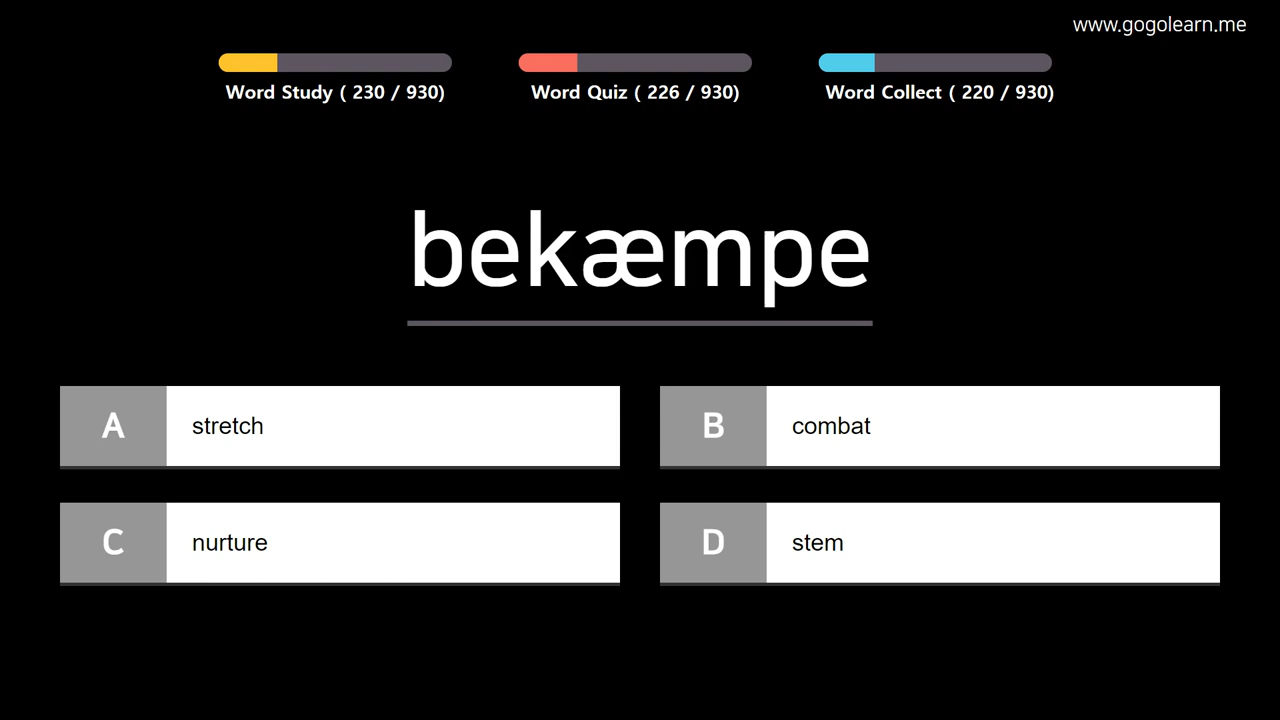 www.gogolearn.me
Word Study ( 230 / 930)
Word Quiz ( 226 / 930)
Word Collect ( 220 / 930)
bekæmpe
A stretch
B combat
C nurture
D stem